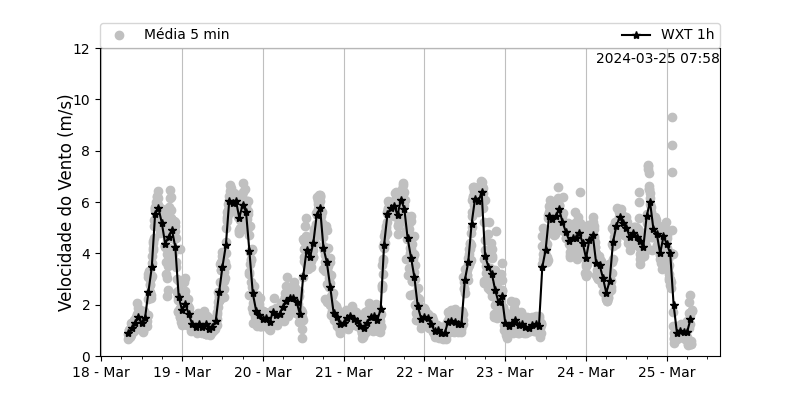 Média 5 min
WXT 1h
2024-03-25 07:58
Velocidade do Vento (m/s)
12
10
8
6
4
2
0
18 - Mar 19 - Mar 20 - Mar 21 - Mar 22 - Mar 23 - Mar 24 - Mar 25 - Mar